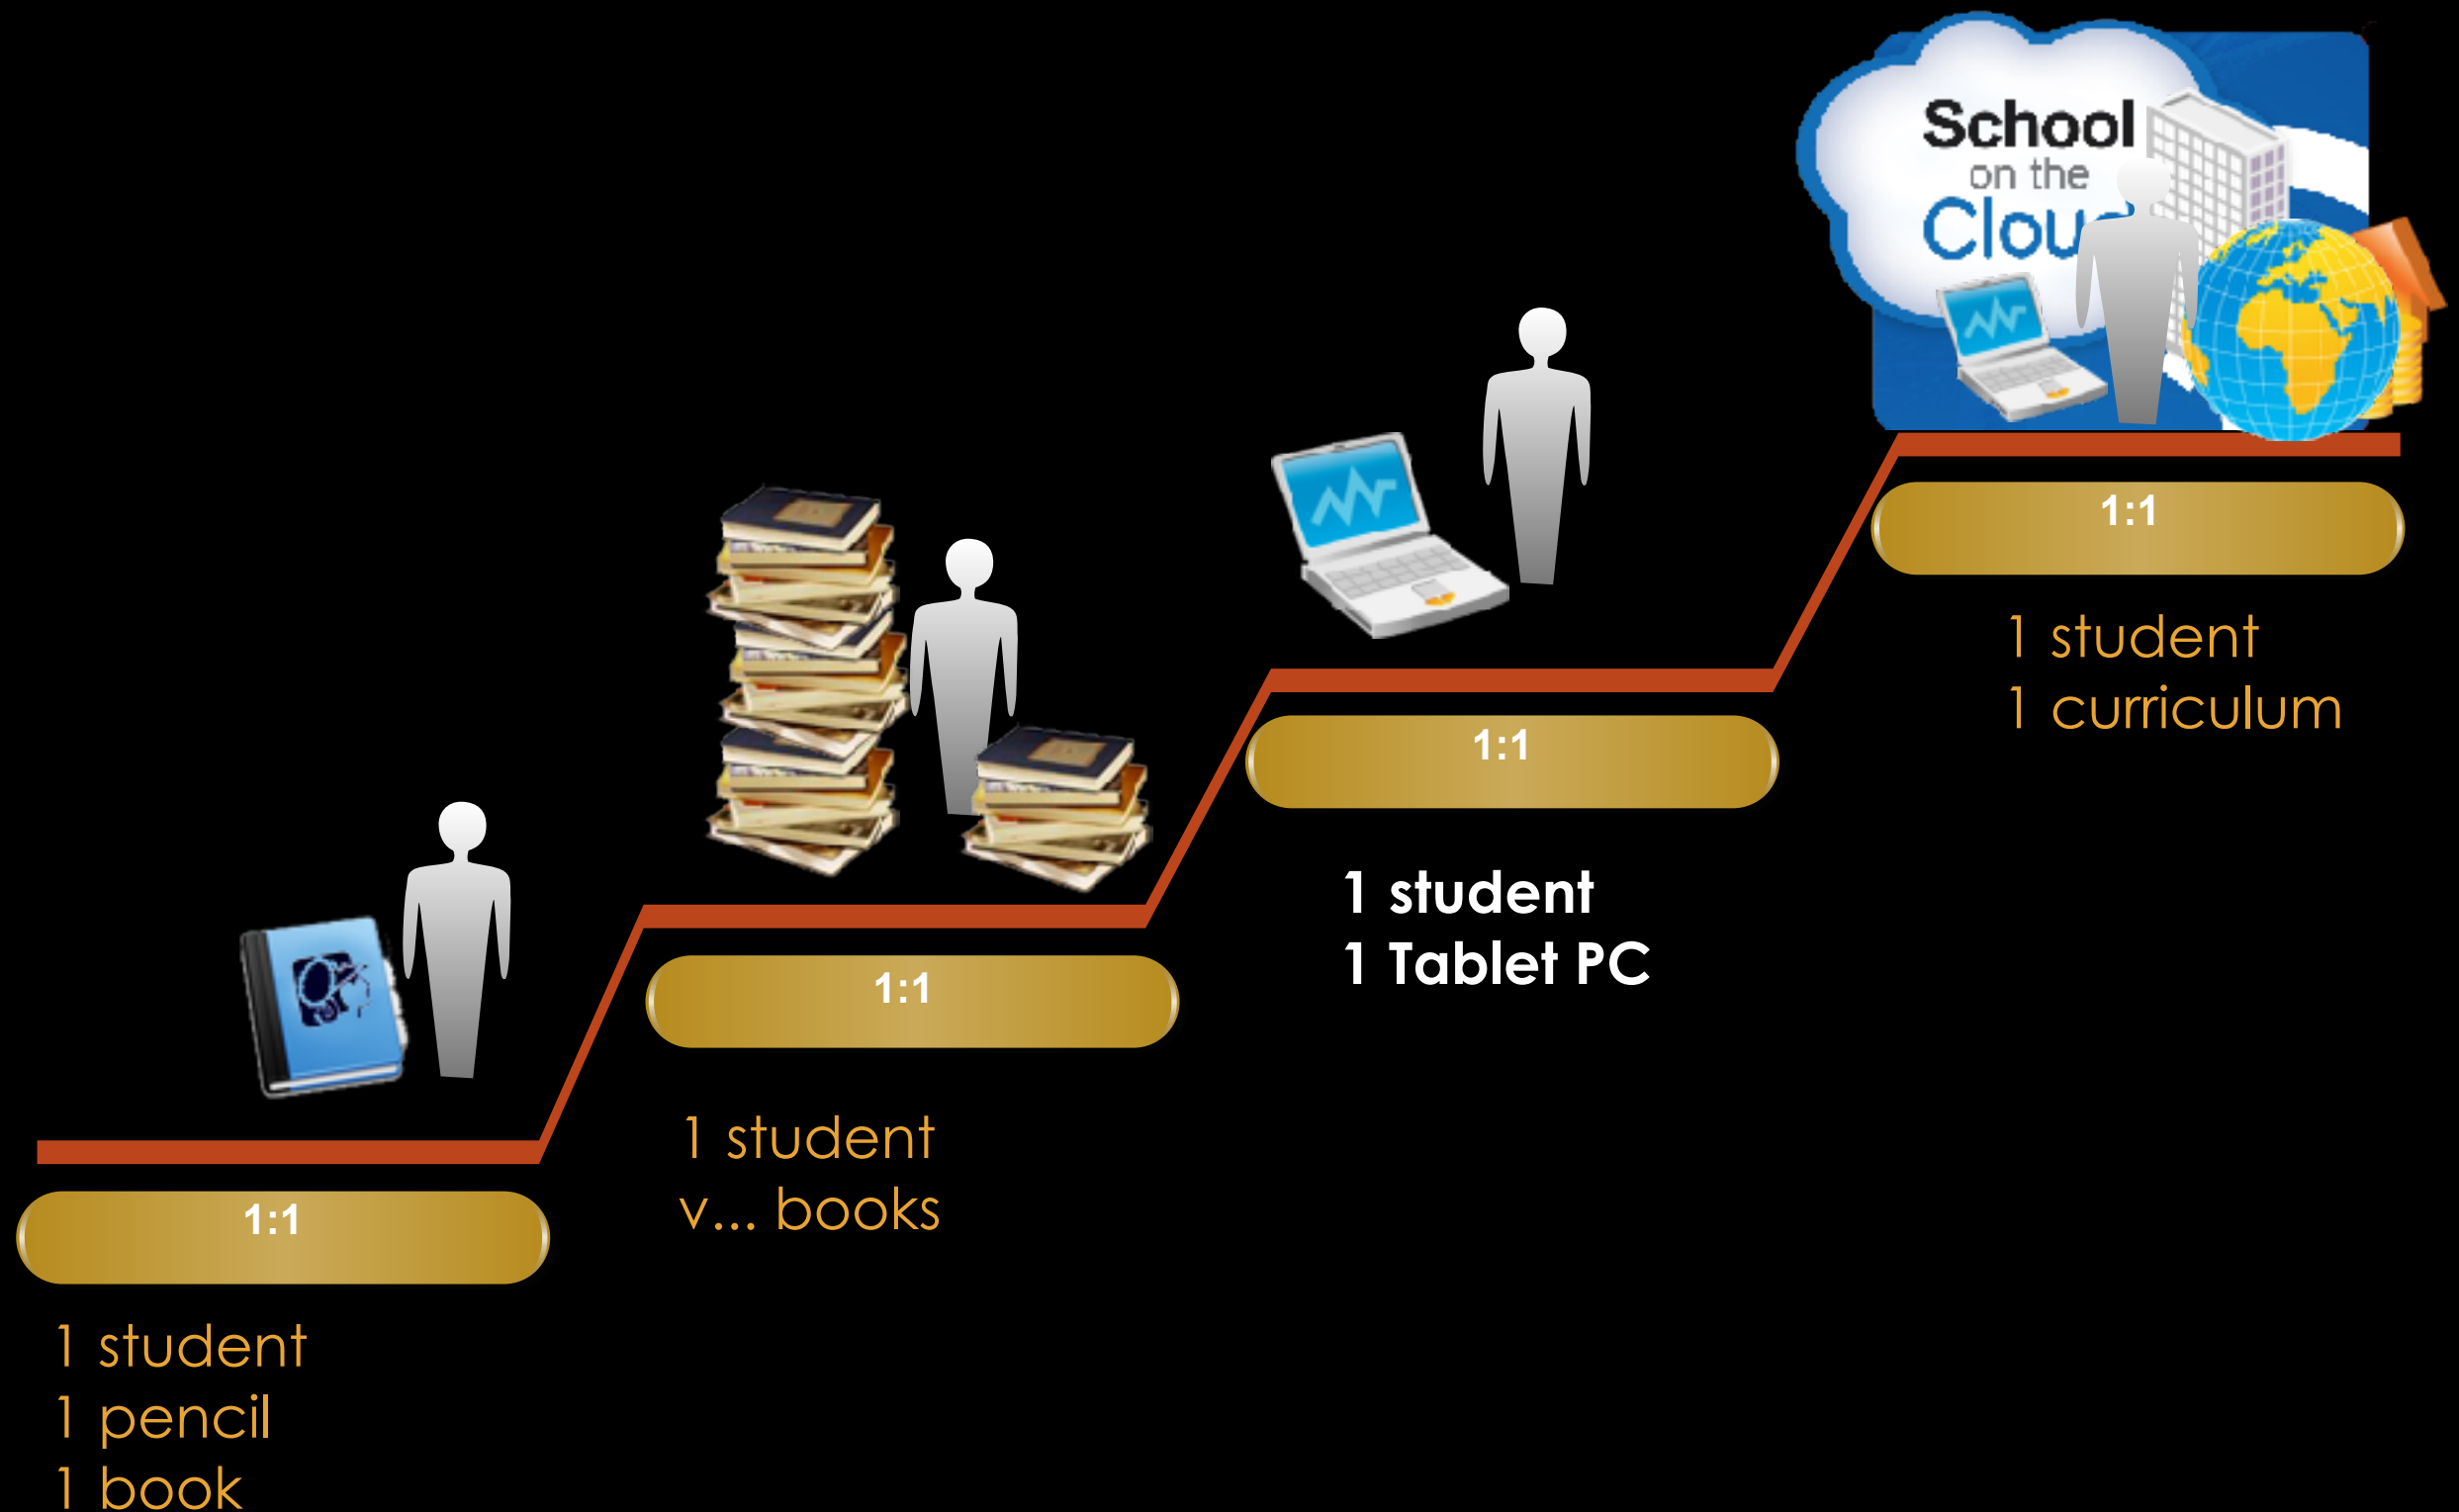 1:1
1 student
1 pencil
1 book
1:1
1 student
v... books
1:1
1 student
1 Tablet PC
School
on the
Cloud
1:1
1 student
1 curriculum